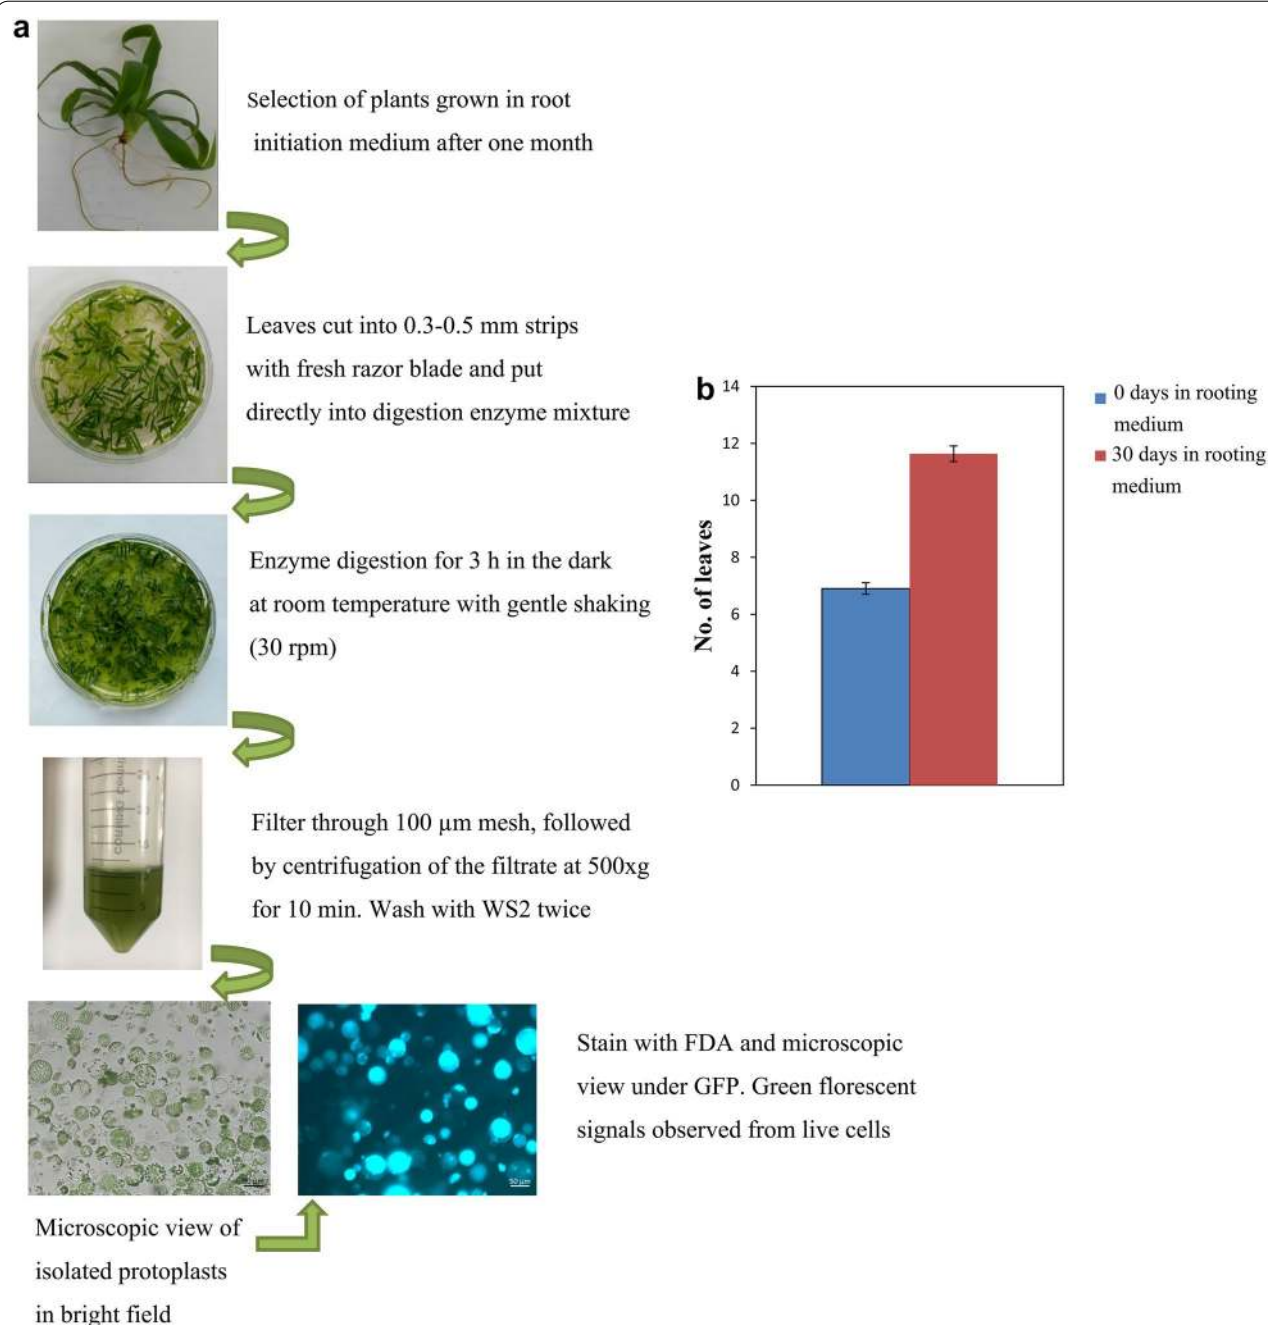 a
Selection of plants grown in root
initiation medium after one month
Leaves cut into 0.3-0.5 mm strips
with fresh razor blade and put
directly into digestion enzyme mixture
Enzyme digestion for 3 h in the dark
at room temperature with gentle shaking
(30 rpm)
Filter through 100 µm mesh, followed
by centrifugation of the filtrate at 500xg
for 10 min. Wash with WS2 twice
Stain with FDA and microscopic
view under GFP. Green florescent
signals observed from live cells
50 µm
Microscopic view of
isolated protoplasts
in bright field
b
14
12
10
8
6
4
2
0
No. of leaves
0 days in rooting
medium
30 days in rooting
medium